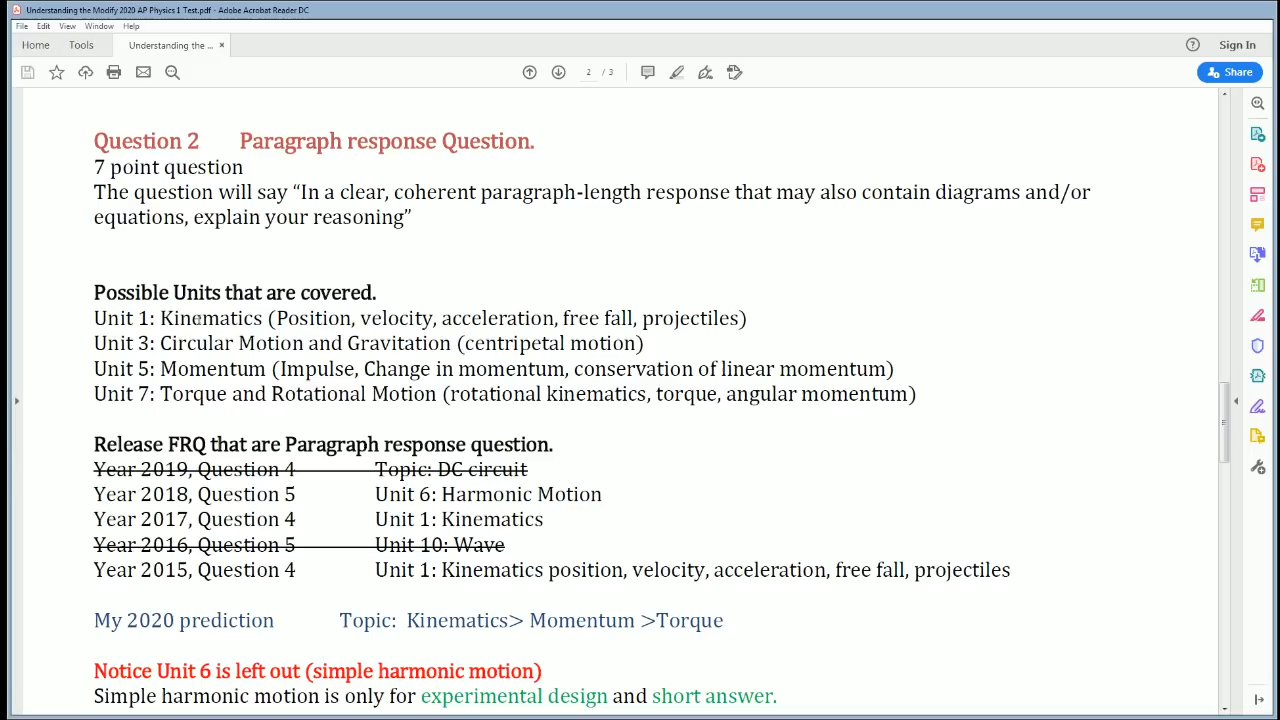 Understanding the Modify 2020 AP Physics 1 Test.pdf - Adobe Acrobat Reader DC
File Edit View Window Help
Home Tools Understanding the ... × Sign In
2 / 3 Share
Question 2 Paragraph response Question.
7 point question
The question will say “In a clear, coherent paragraph-length response that may also contain diagrams and/or
equations, explain your reasoning”
Possible Units that are covered.
Unit 1: Kinematics (Position, velocity, acceleration, free fall, projectiles)
Unit 3: Circular Motion and Gravitation (centripetal motion)
Unit 5: Momentum (Impulse, Change in momentum, conservation of linear momentum)
Unit 7: Torque and Rotational Motion (rotational kinematics, torque, angular momentum)
Release FRQ that are Paragraph response question.
Year 2019, Question 4 Topic: DC circuit
Year 2018, Question 5 Unit 6: Harmonic Motion
Year 2017, Question 4 Unit 1: Kinematics
Year 2016, Question 5 Unit 10: Wave
Year 2015, Question 4 Unit 1: Kinematics position, velocity, acceleration, free fall, projectiles
My 2020 prediction Topic: Kinematics> Momentum >Torque
Notice Unit 6 is left out (simple harmonic motion)
Simple harmonic motion is only for experimental design and short answer.